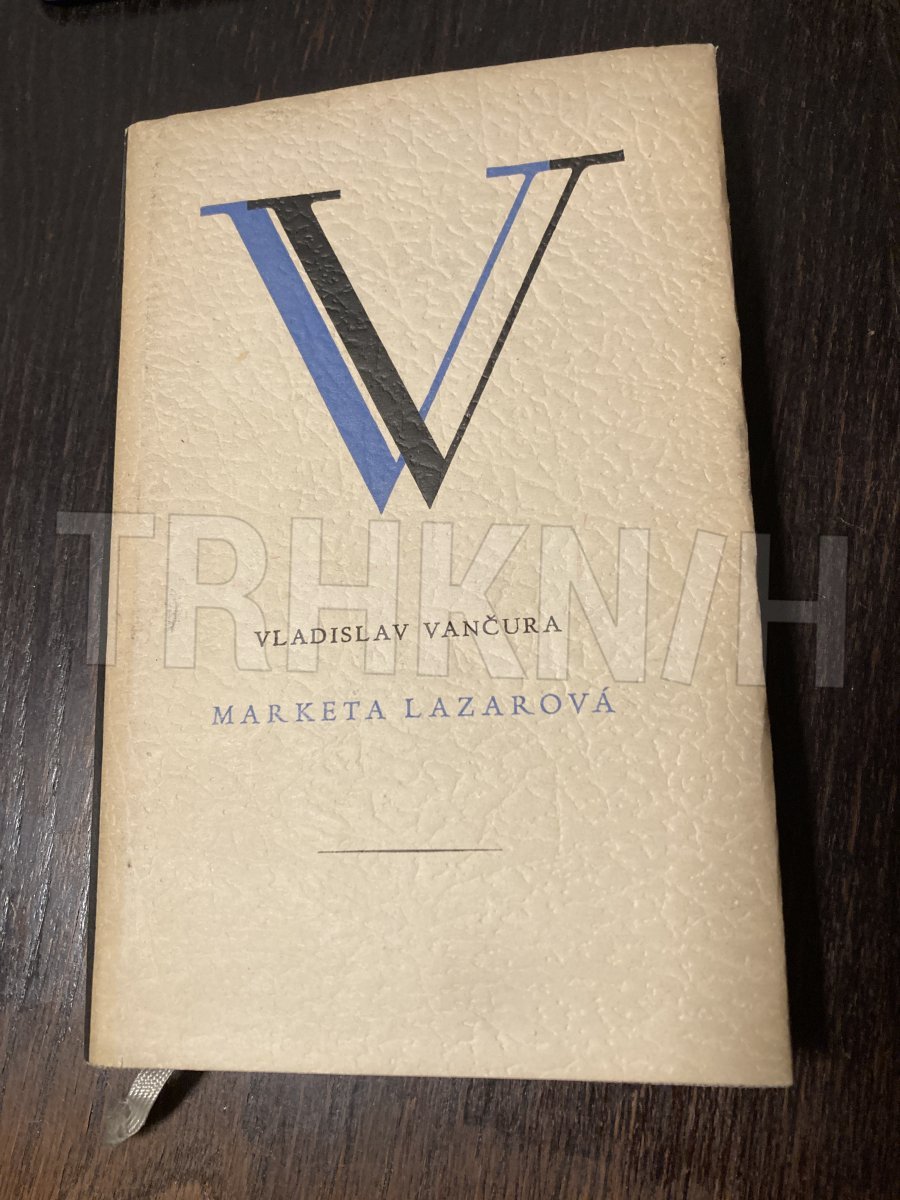 V
V
TRHKNIH
VLADISLAV VANČURA
MARKETA LAZAROVÁ